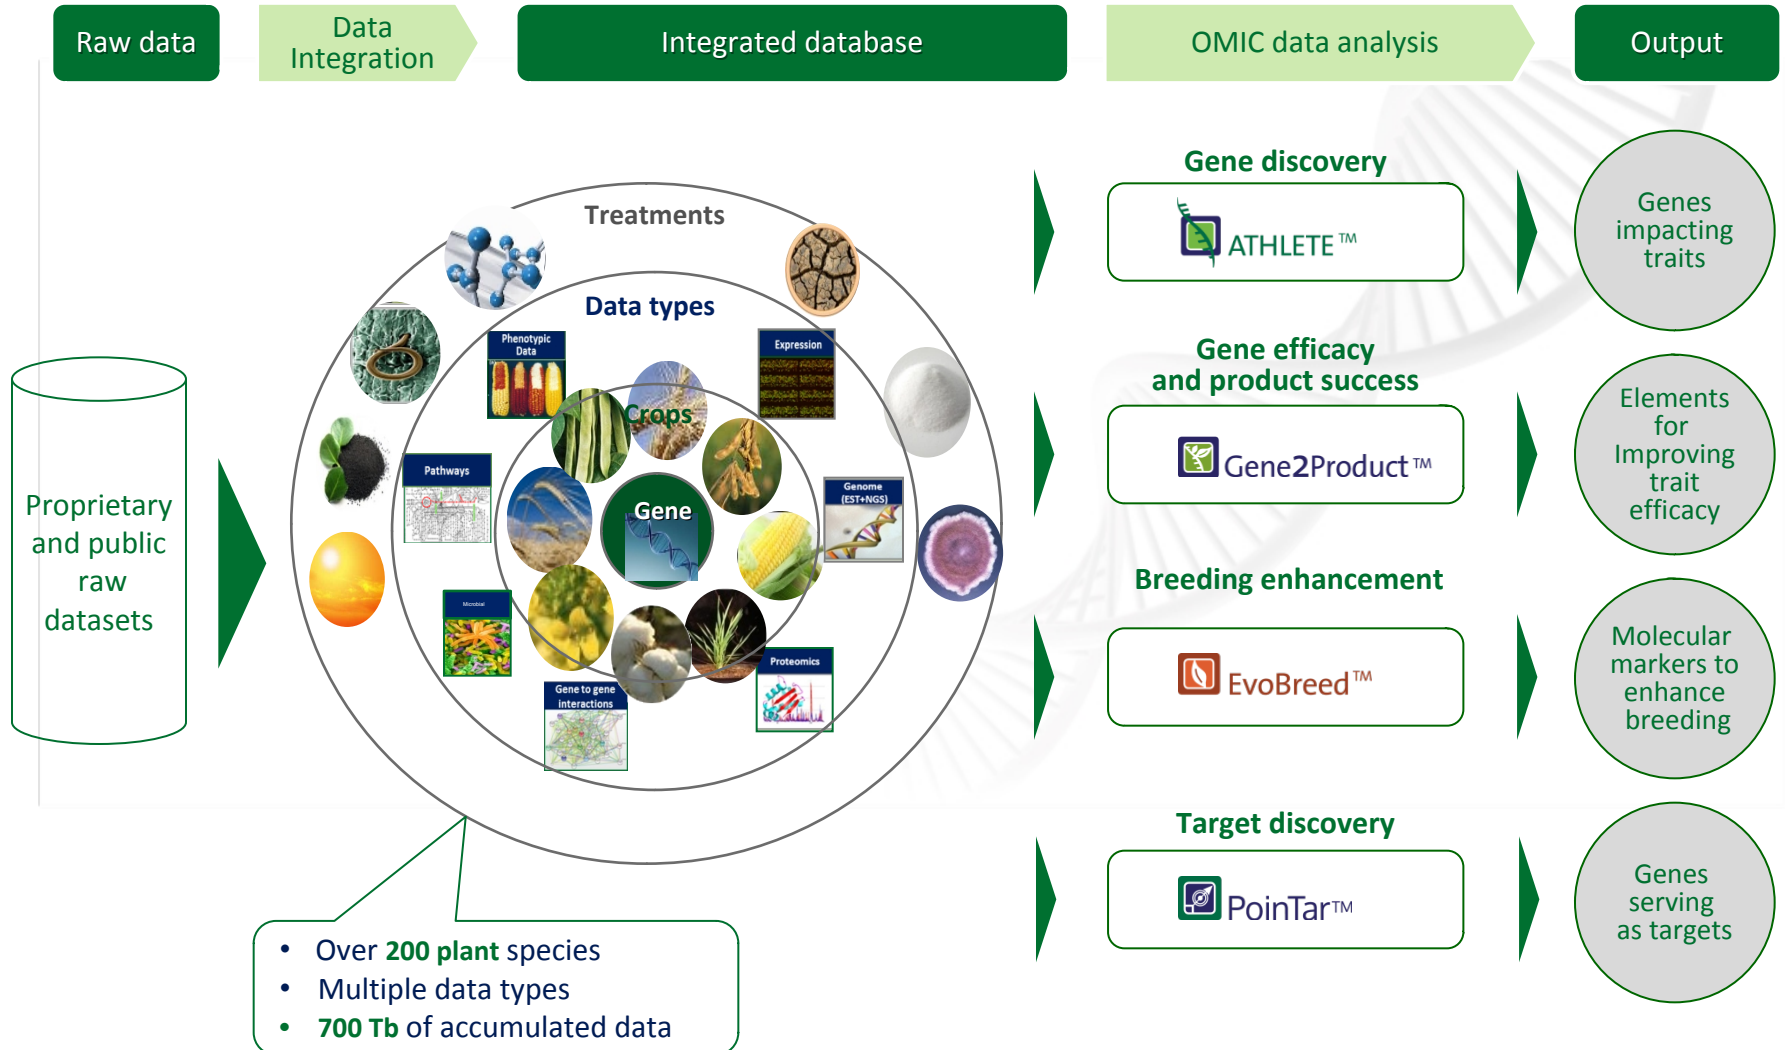 Raw data
Data
Integration
Integrated database
OMIC data analysis
Output
Proprietary
and public
raw
datasets
Treatments
Data types
Phenotypic
Data
Expression
Crops
Pathways
Genome
(EST+NGS)
Gene
Microbial
Proteomics
Gene to gene
interactions
Over 200 plant species
Multiple data types
700 Tb of accumulated data
Gene discovery
ATHLETE™
Genes
impacting
traits
Gene efficacy
and product success
Gene2Product™
Elements
for
Improving
trait
efficacy
Breeding enhancement
EvoBreed™
Molecular
markers to
enhance
breeding
Target discovery
PoinTar™
Genes
serving
as targets